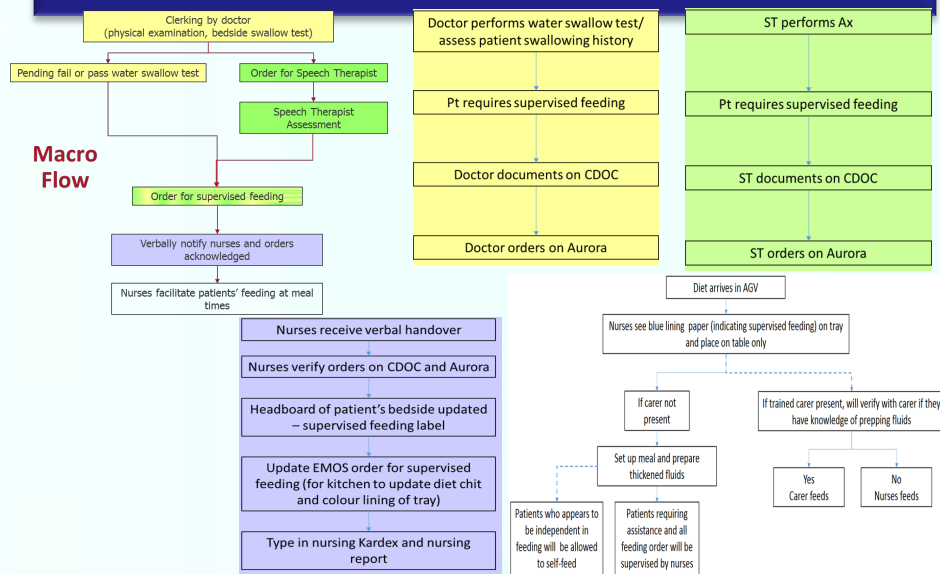 Clerking by doctor
(physical examination, bedside swallow test)
Pending fail or pass water swallow test
Order for Speech Therapist
Speech Therapist
Assessment
Macro
Flow
Order for supervised feeding
Verbally notify nurses and orders
acknowledged
Nurses facilitate patients' feeding at meal
times
Doctor performs water swallow test/
assess patient swallowing history
Pt requires supervised feeding
Doctor documents on CDOC
Doctor orders on Aurora
ST performs Ax
Pt requires supervised feeding
ST documents on CDOC
ST orders on Aurora
Nurses receive verbal handover
Nurses verify orders on CDOC and Aurora
Headboard of patient's bedside updated
– supervised feeding label
Update EMOS order for supervised
feeding (for kitchen to update diet chit
and colour lining of tray)
Type in nursing Kardex and nursing
report
Diet arrives in AGV
Nurses see blue lining paper (indicating supervised feeding) on tray
and place on table only
If carer not
present
If trained carer present, will verify with carer if they
have knowledge of prepping fluids
Set up meal and prepare
thickened fluids
Yes
Carer feeds
No
Nurses feeds
Patients who appears to
be independent in
feeding will be allowed
to self-feed
Patients requiring
assistance and all
feeding order will be
supervised by nurses